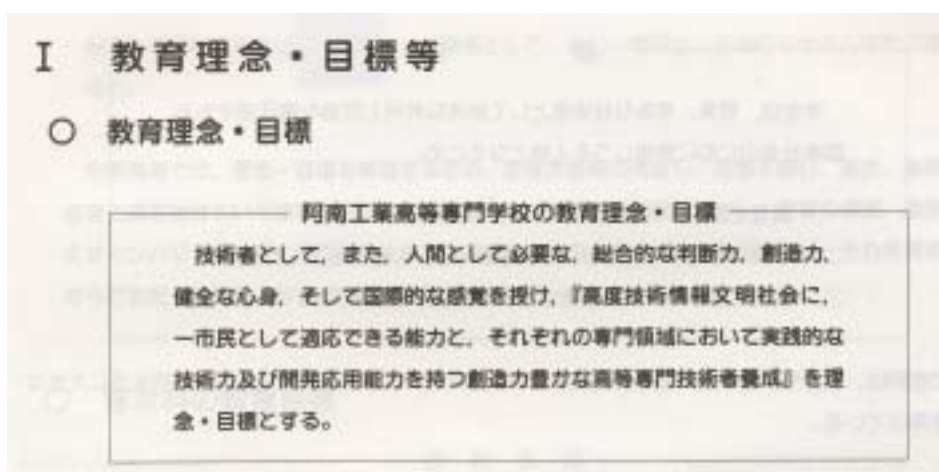 I 教育理念・目標等
○ 教育理念・目標
阿南工業高等専門学校の教育理念・目標
技術者として，また，人間として必要な，総合的な判断力，創造力，
健全な心身，そして国際的な感覚を授け，『高度技術情報文明社会に，
一市民として適応できる能力と，それぞれの専門領域において実践的な
技術力及び開発応用能力を持つ創造力豊かな高等専門技術者養成』を理
念・目標とする。